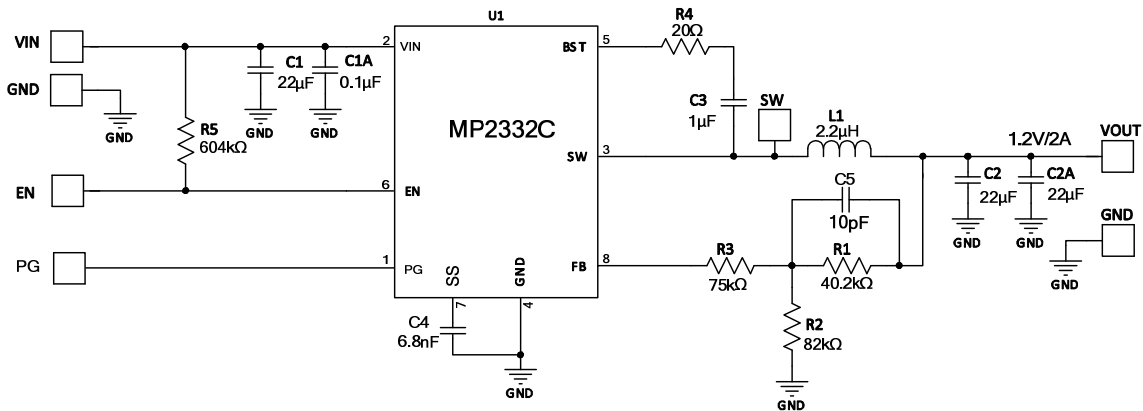 U1
VIN
GND
GND
2
VIN
C1
22µF
GND
C1A
0.1µF
GND
R5
604kΩ
EN
6
EN
PG
1
PG
MP2332C
SS
7
GND
4
C4
6.8nF
GND
BST
5
R4
20Ω
C3
1µF
SW
SW
3
L1
2.2µH
1.2V/2A
VOUT
C2
22µF
GND
C2A
22µF
GND
GND
GND
C5
10pF
FB
8
R3
75kΩ
R1
40.2kΩ
R2
82kΩ
GND